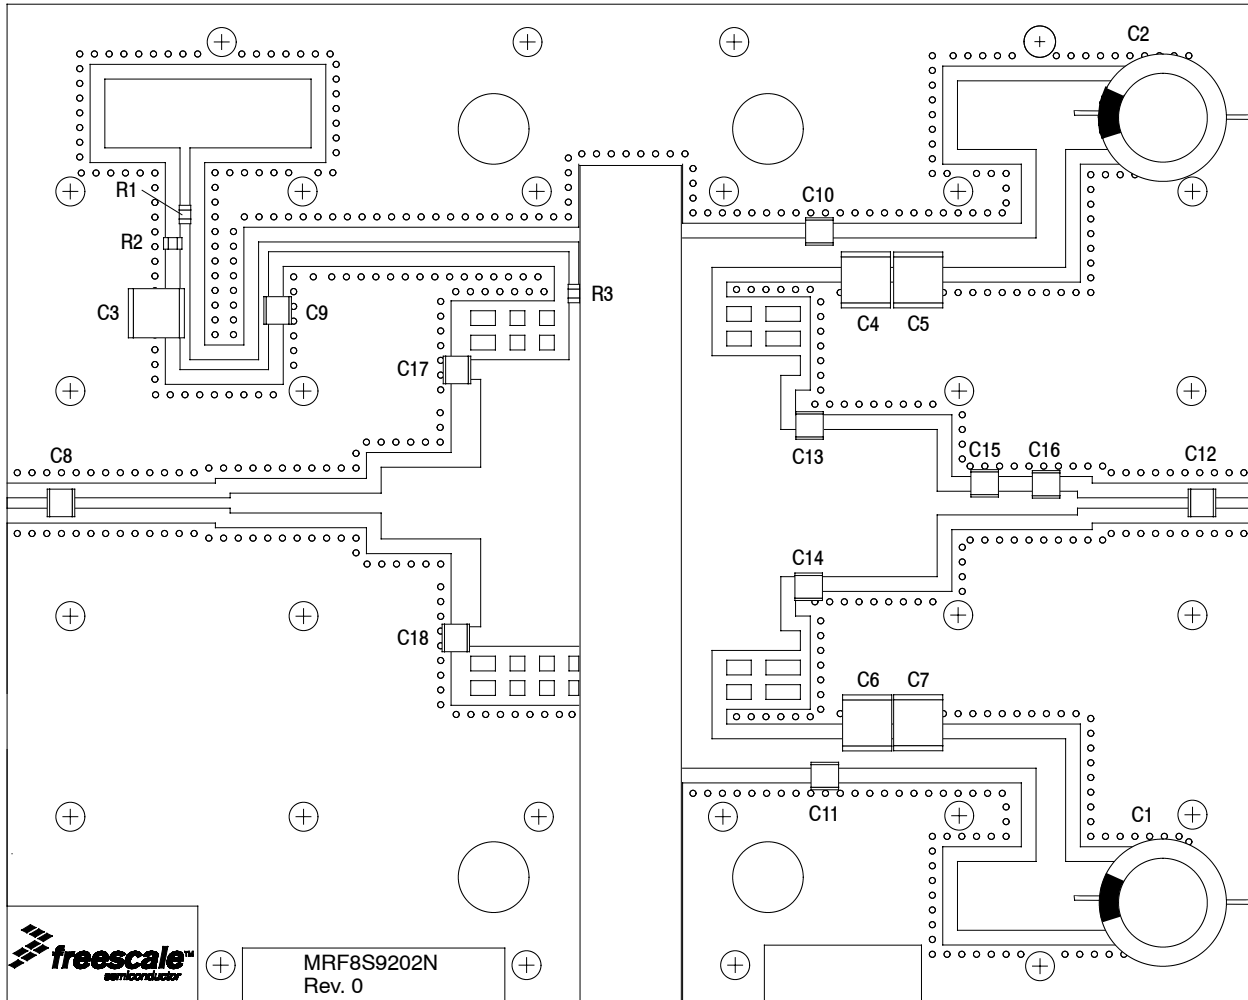 C2
R1
C10
R2
C3
C9
R3
C4 C5
C17
C8
C13
C15 C16
C12
C14
C18
C6 C7
C11
C1
freescale™
semiconductor
MRF8S9202N
Rev. 0